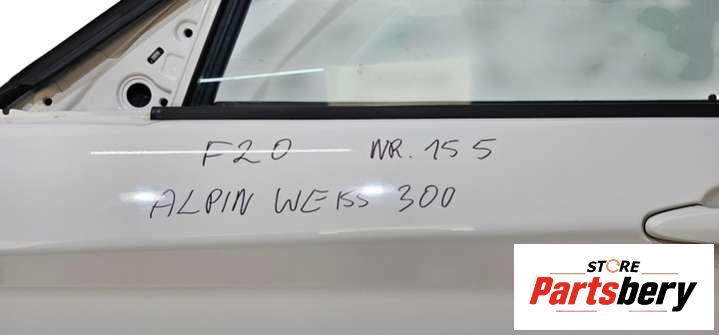 F20 NR. 155
ALPIN WEISS 300
STORE
Partsbery